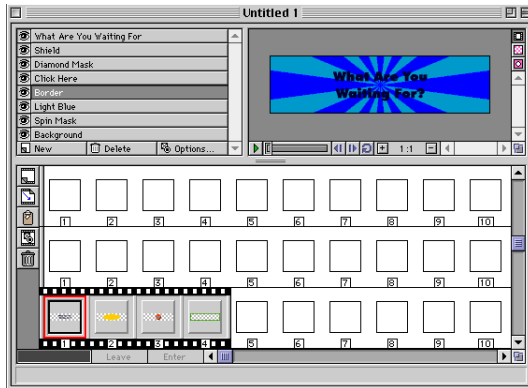 Untitled 1
What Are You Waiting For
Shield
Diamond Mask
Click Here
Border
Light Blue
Spin Mask
Background
New Delete Options...
What Are You
Waiting For?
1:1
1 2 3 4 5 6 7 8 9 10
1 2 3 4 5 6 7 8 9 10
1 2 3 4 5 6 7 8 9 10
Leave Enter